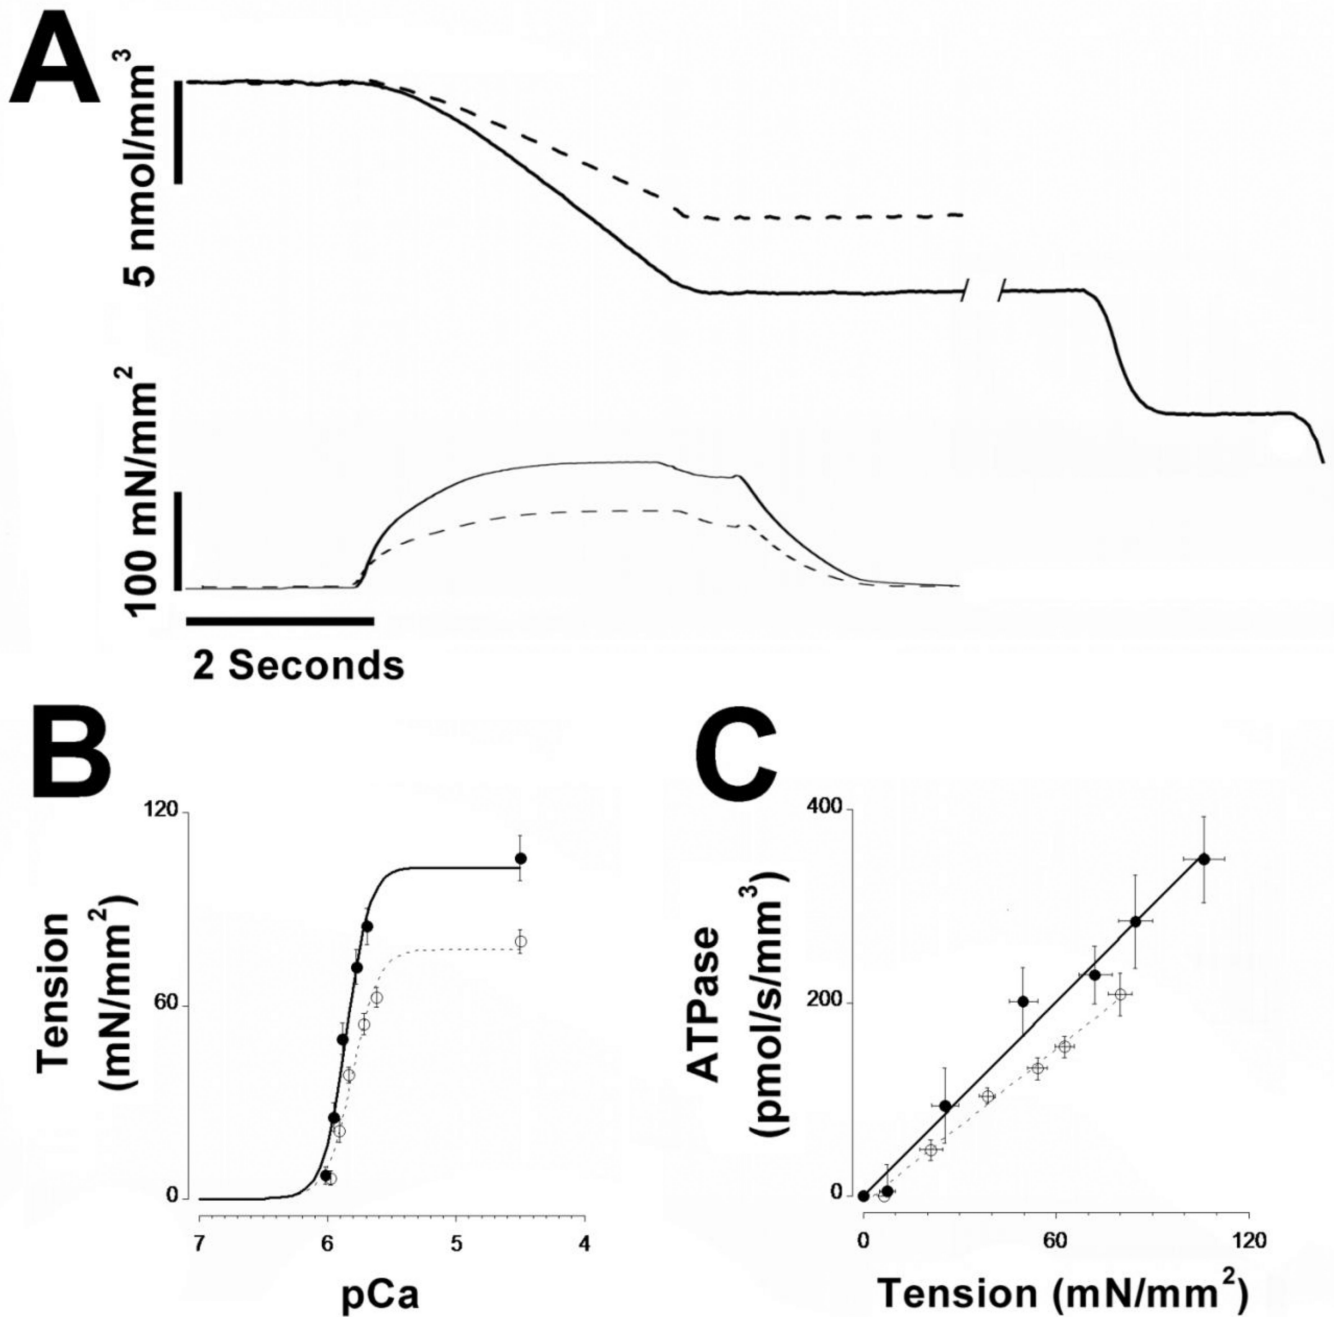 A
5 nmol/mm³
100 mN/mm²
2 Seconds
B
120
60
0
Tension
(mN/mm²)
7 6 5 4
pCa
C
400
200
0
ATPase
(pmol/s/mm³)
0 60 120
Tension (mN/mm²)